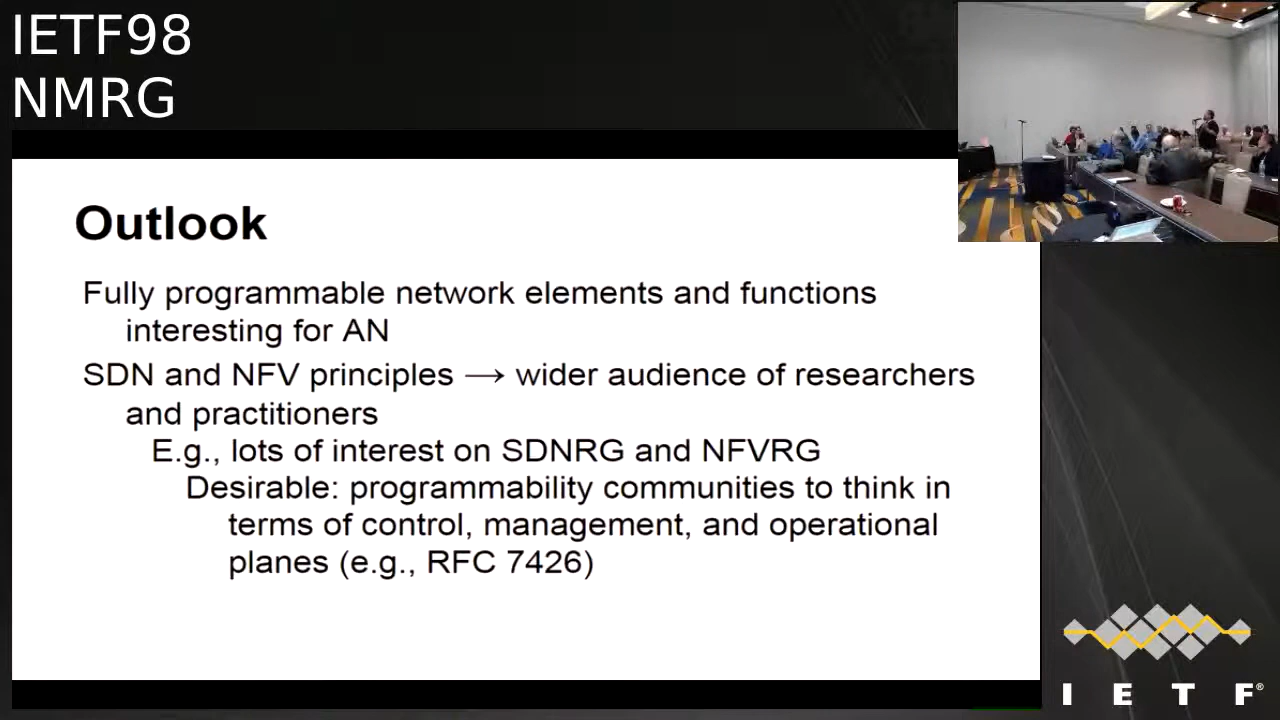 IETF98
NMRG
Outlook
Fully programmable network elements and functions
interesting for AN
SDN and NFV principles → wider audience of researchers
and practitioners
E.g., lots of interest on SDNRG and NFVRG
Desirable: programmability communities to think in
terms of control, management, and operational
planes (e.g., RFC 7426)
I E T F®